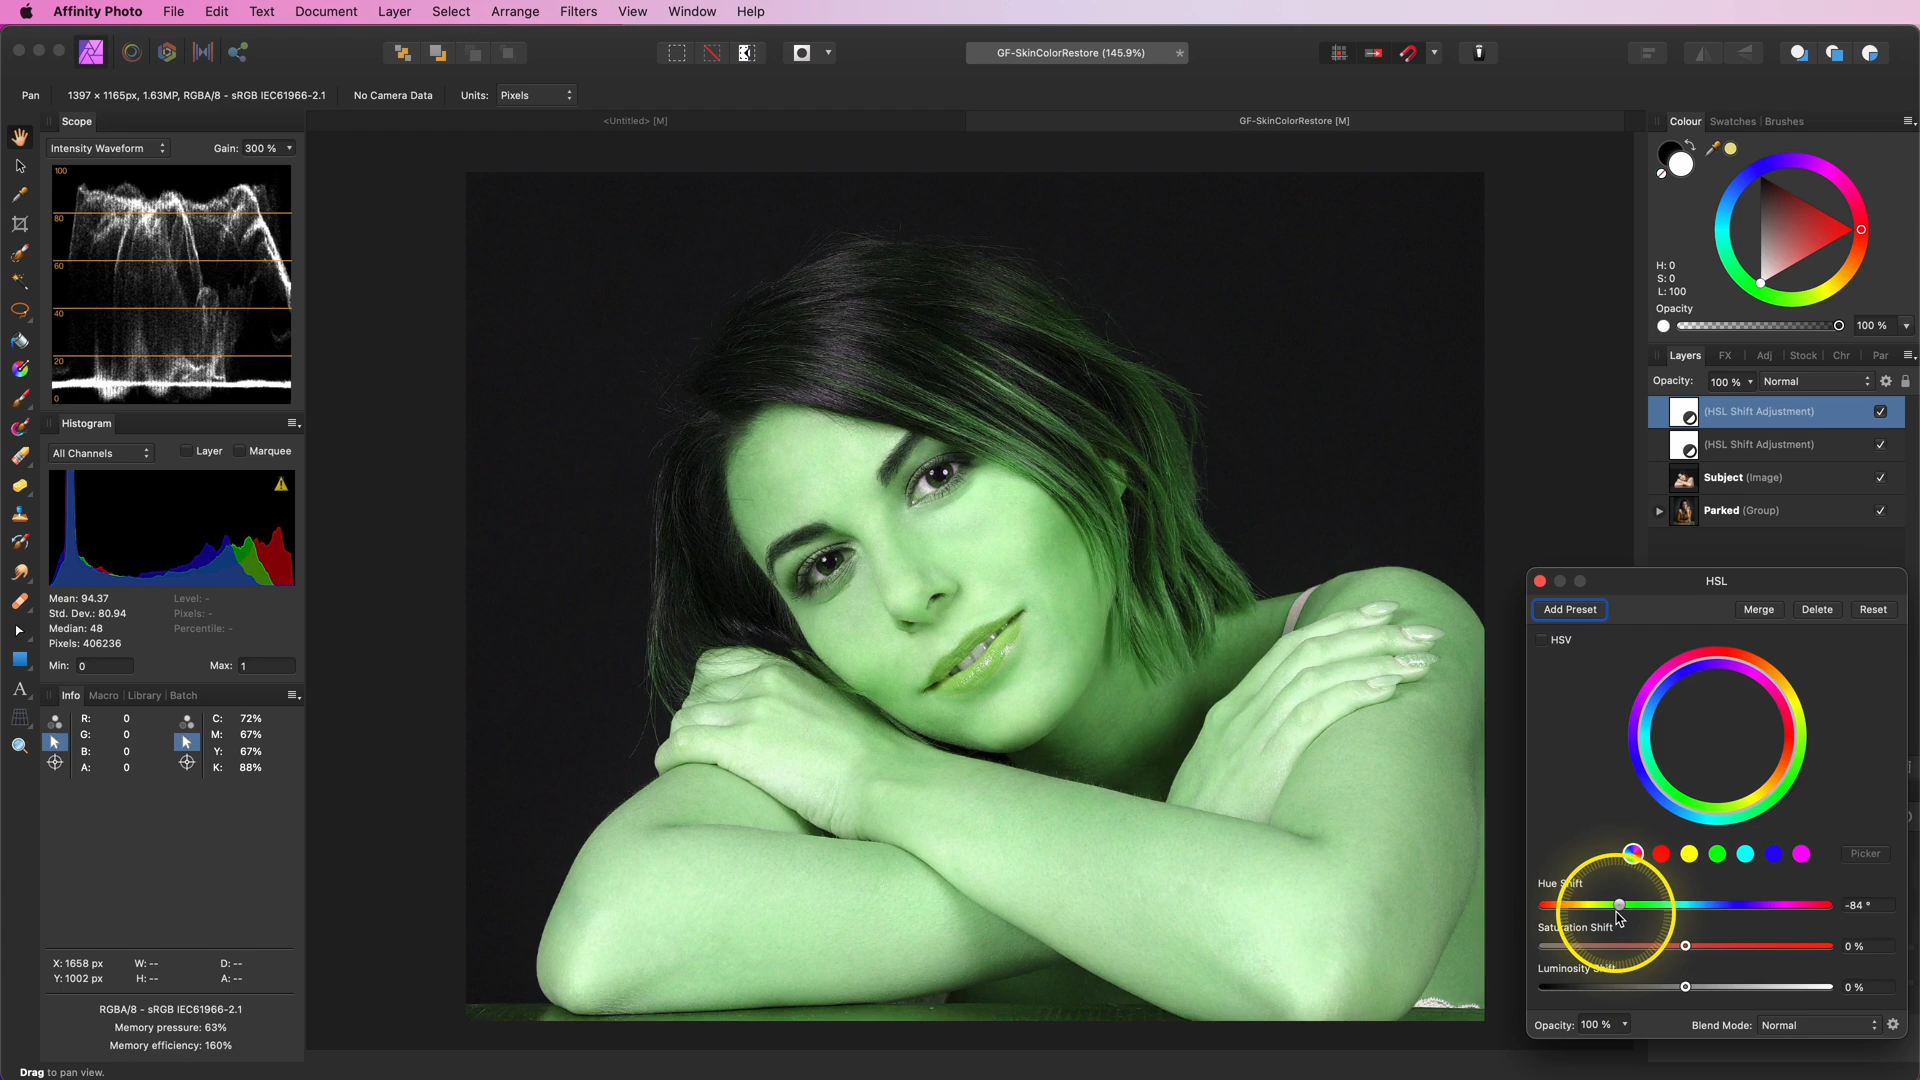 Affinity Photo File Edit Text Document Layer Select Arrange Filters View Window Help
GF-SkinColorRestore (145.9%) *
Pan 1397 × 1165px, 1.63MP, RGBA/8 - sRGB IEC61966-2.1 No Camera Data Units: Pixels
Scope
<Untitled> [M] GF-SkinColorRestore [M]
Colour Swatches Brushes
Intensity Waveform Gain: 300 %
100
80
60
40
20
0
H: 0
S: 0
L: 100
Opacity
100 %
Layers FX Adj Stock Chr Par
Opacity: 100 % Normal
(HSL Shift Adjustment)
(HSL Shift Adjustment)
Subject (Image)
Parked (Group)
Histogram
All Channels Layer Marquee
Mean: 94.37 Level: -
Std. Dev.: 80.94 Pixels: -
Median: 48 Percentile: -
Pixels: 406236
Min: 0 Max: 1
Info Macro Library Batch
R: 0 C: 72%
G: 0 M: 67%
B: 0 Y: 67%
A: 0 K: 88%
X: 1658 px W: -- D: --
Y: 1002 px H: -- A: --
RGBA/8 - sRGB IEC61966-2.1
Memory pressure: 63%
Memory efficiency: 160%
Drag to pan view.
HSL
Add Preset Merge Delete Reset
HSV
Picker
Hue Shift
-84 °
Saturation Shift
0 %
Luminosity Shift
0 %
Opacity: 100 % Blend Mode: Normal